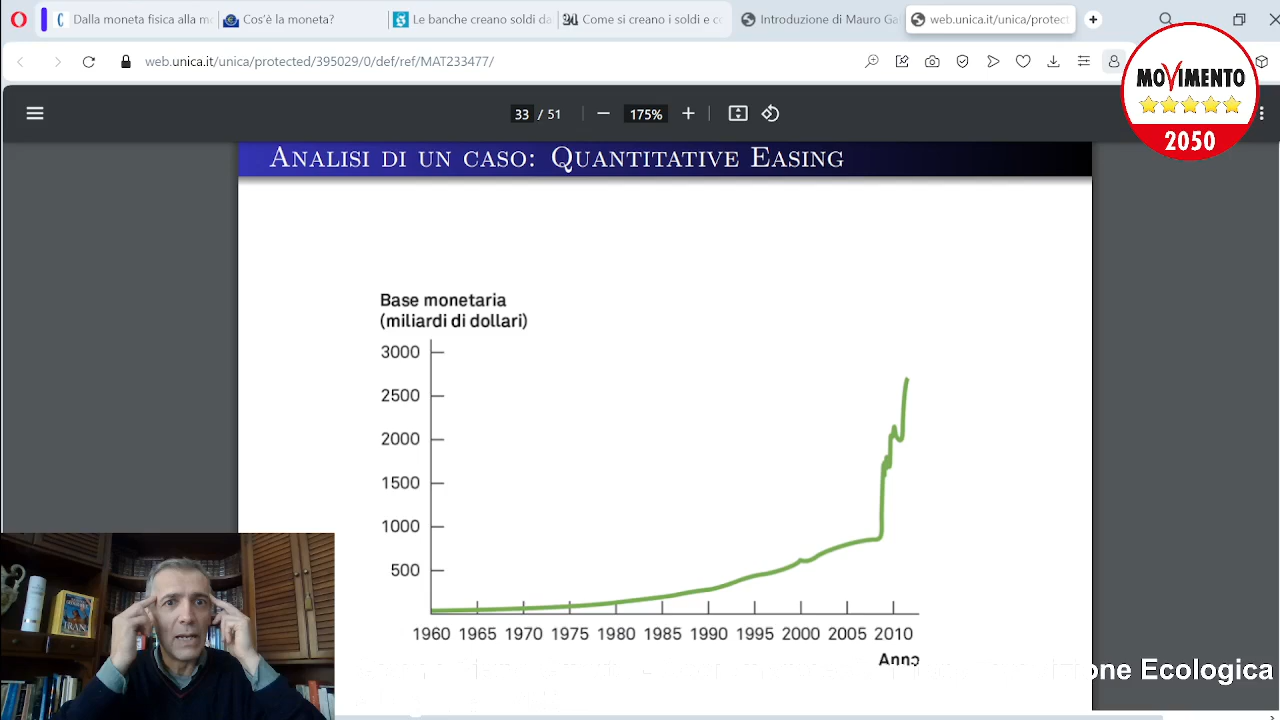 Dalla moneta fisica alla mo
Cos'è la moneta?
Le banche creano soldi da
Come si creano i soldi e c
Introduzione di Mauro Ga
web.unica.it/unica/protect
web.unica.it/unica/protected/395029/0/def/ref/MAT233477/
MOVIMENTO
2050
33 / 51
175%
ANALISI DI UN CASO: QUANTITATIVE EASING
Base monetaria
(miliardi di dollari)
3000
2500
2000
1500
1000
500
1960 1965 1970 1975 1980 1985 1990 1995 2000 2005 2010
Anno
IRAN
one Ecologica